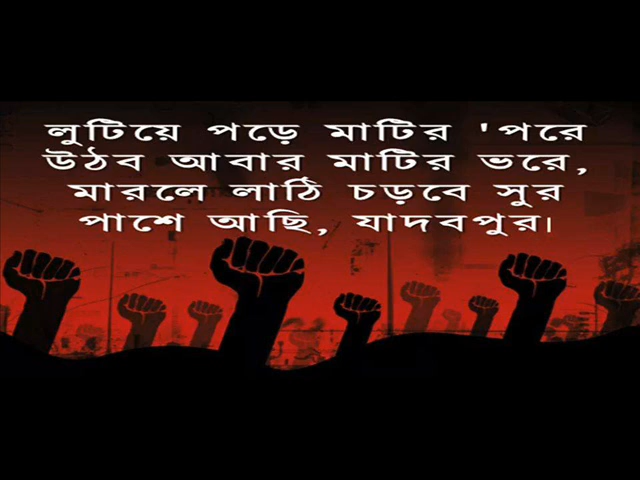 লুটিয়ে পড়ে মাটির 'পরে
উঠব আবার মাটির ভরে,
মারলে লাঠি চড়বে সুর
পাশে আছি, যাদবপুর।